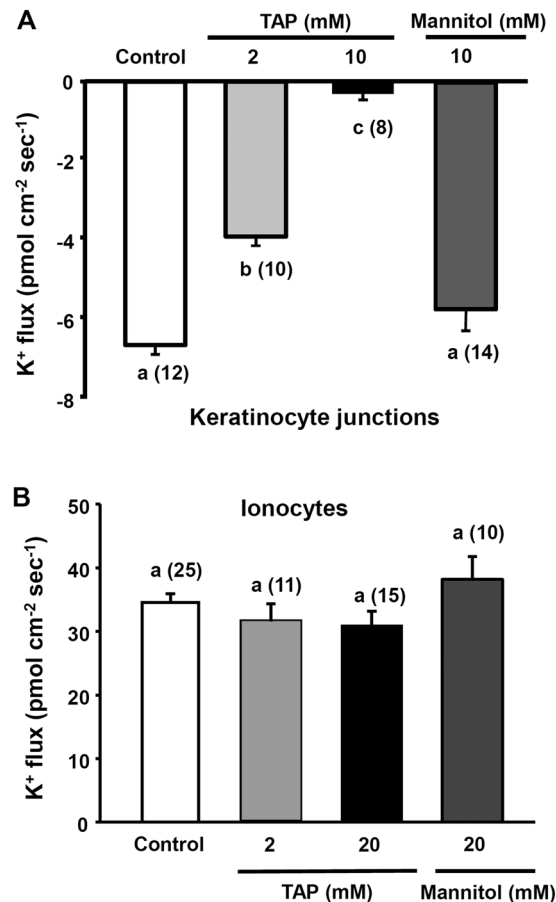 A
TAP (mM) Mannitol (mM)
Control 2 10 10
0
-2
-4
-6
-8
K⁺ flux (pmol cm⁻² sec⁻¹)
a (12)
b (10)
c (8)
a (14)
Keratinocyte junctions
B
Ionocytes
50
40
30
20
10
0
K⁺ flux (pmol cm⁻² sec⁻¹)
a (25)
a (11)
a (15)
a (10)
Control 2 20 20
TAP (mM) Mannitol (mM)